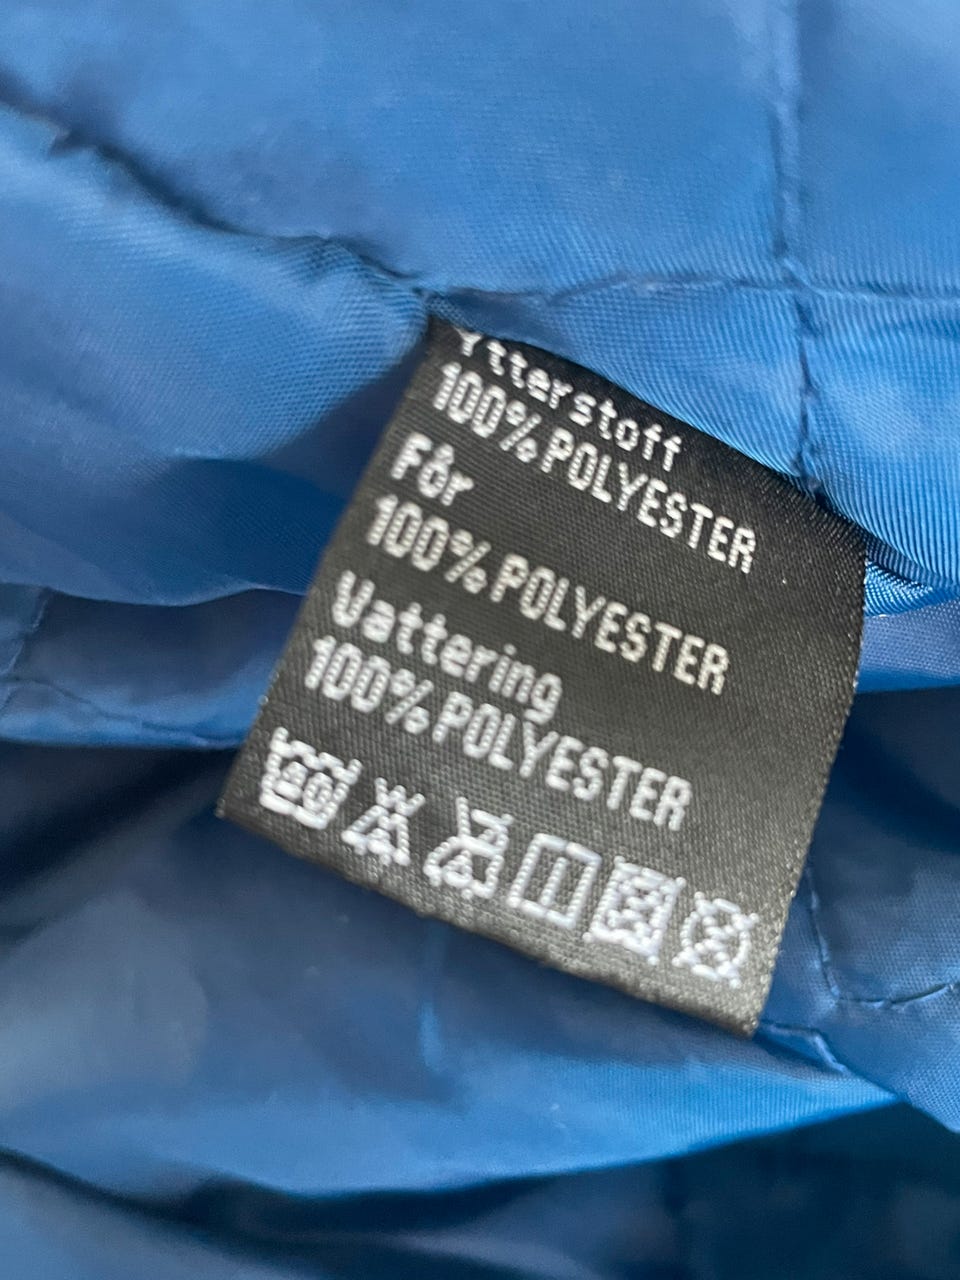 Ytterstoff
100% POLYESTER
Fôr
100% POLYESTER
Vattering
100% POLYESTER